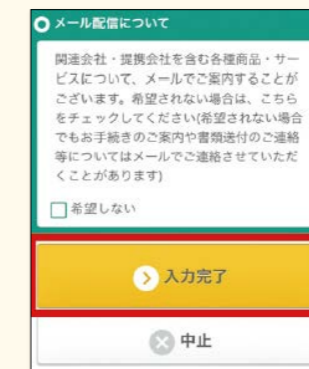 メール配信について
関連会社・提携会社を含む各種商品・サー
ビスについて、メールでご案内することが
ございます。希望されない場合は、こちら
をチェックしてください(希望されない場合
でもお手続きのご案内や書類送付のご連絡
等についてはメールでご連絡させていただ
くことがあります)
希望しない
入力完了
中止